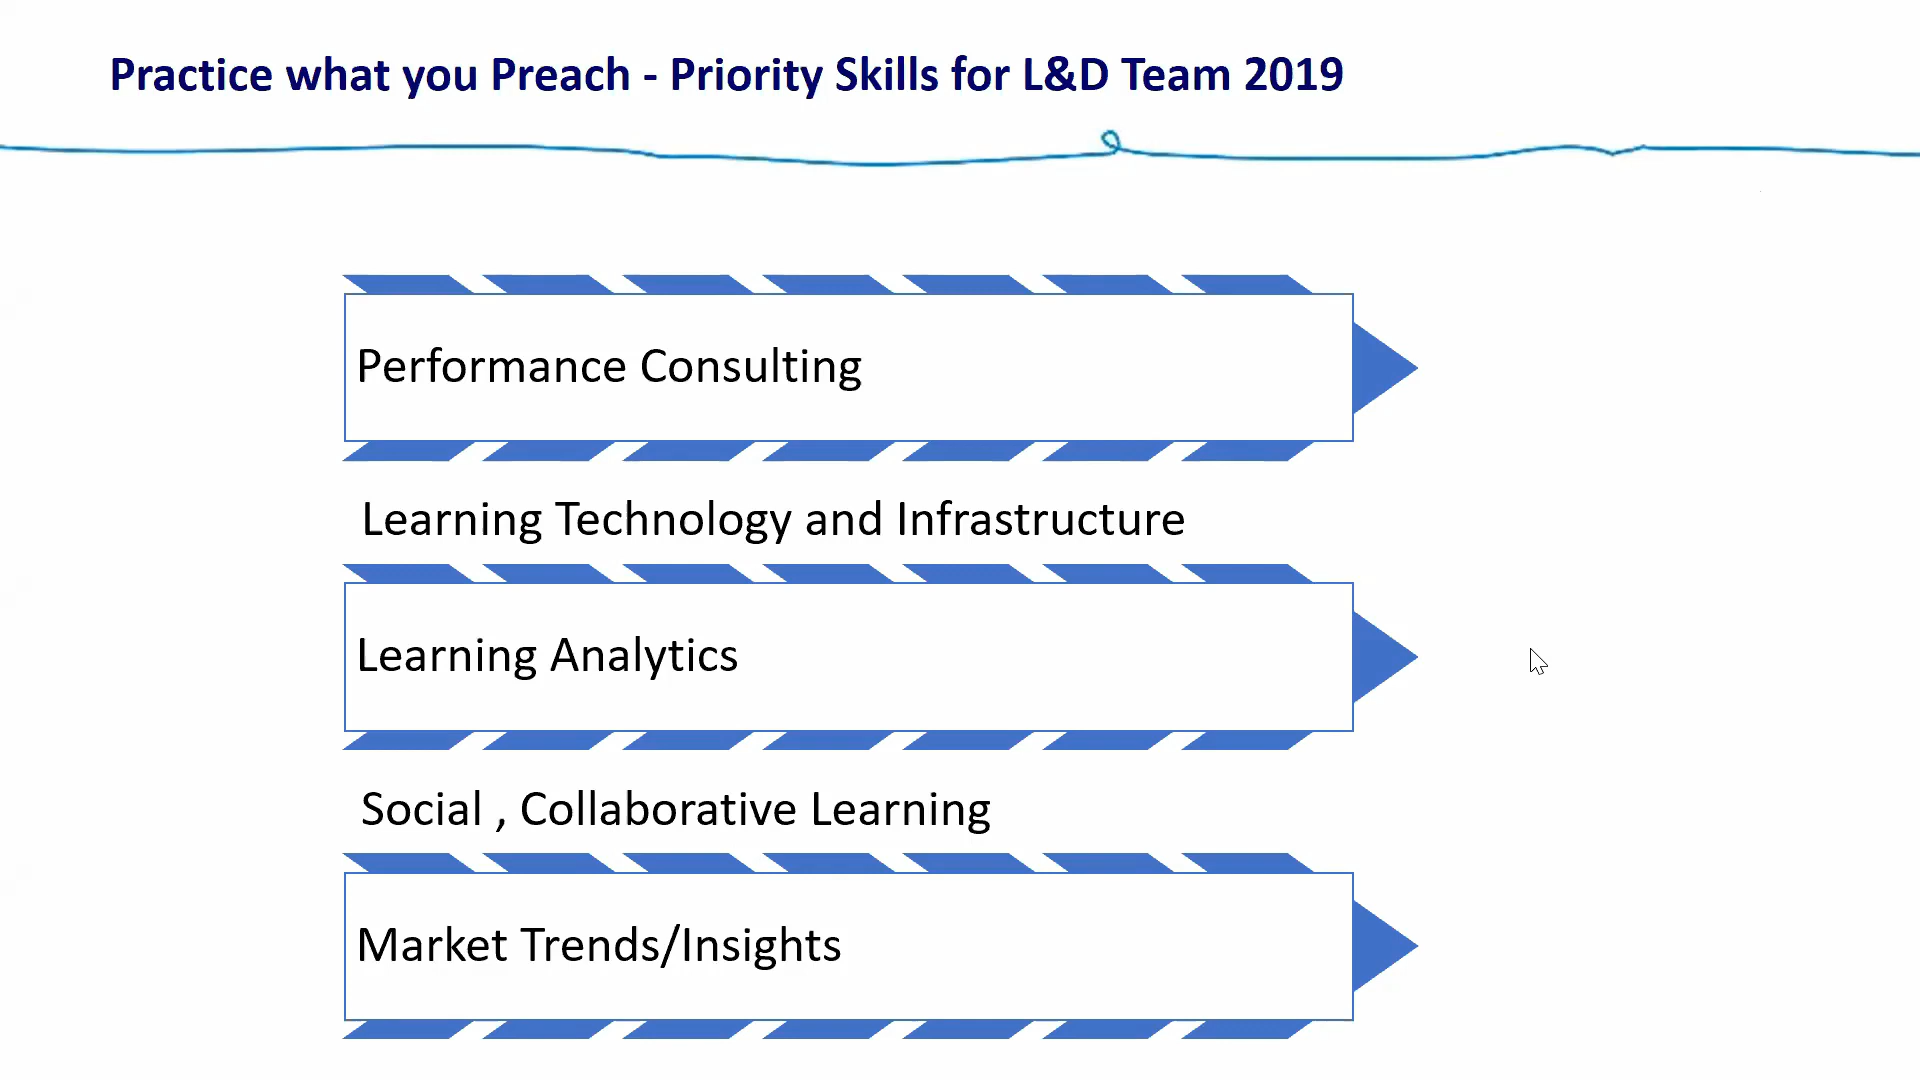 Practice what you Preach - Priority Skills for L&D Team 2019
Performance Consulting
Learning Technology and Infrastructure
Learning Analytics
Social , Collaborative Learning
Market Trends/Insights